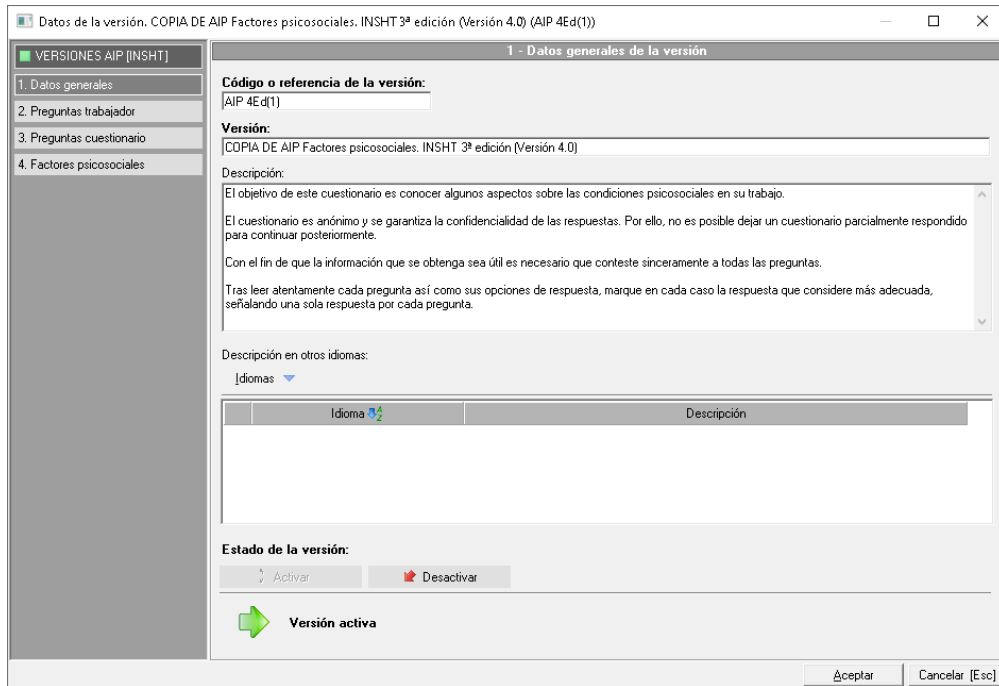 Datos de la versión. COPIA DE AIP Factores psicosociales. INSHT 3ª edición (Versión 4.0) (AIP 4Ed(1))
VERSIONES AIP [INSHT]
1. Datos generales
2. Preguntas trabajador
3. Preguntas cuestionario
4. Factores psicosociales
1 - Datos generales de la versión
Código o referencia de la versión:
AIP 4Ed(1)
Versión:
COPIA DE AIP Factores psicosociales. INSHT 3ª edición (Versión 4.0)
Descripción:
El objetivo de este cuestionario es conocer algunos aspectos sobre las condiciones psicosociales en su trabajo.
El cuestionario es anónimo y se garantiza la confidencialidad de las respuestas. Por ello, no es posible dejar un cuestionario parcialmente respondido
para continuar posteriormente.
Con el fin de que la información que se obtenga sea útil es necesario que conteste sinceramente a todas las preguntas.
Tras leer atentamente cada pregunta así como sus opciones de respuesta, marque en cada caso la respuesta que considere más adecuada,
señalando una sola respuesta por cada pregunta.
Descripción en otros idiomas:
Idiomas
Idioma AZ Descripción
Estado de la versión:
Activar Desactivar
Versión activa
Aceptar Cancelar [Esc]